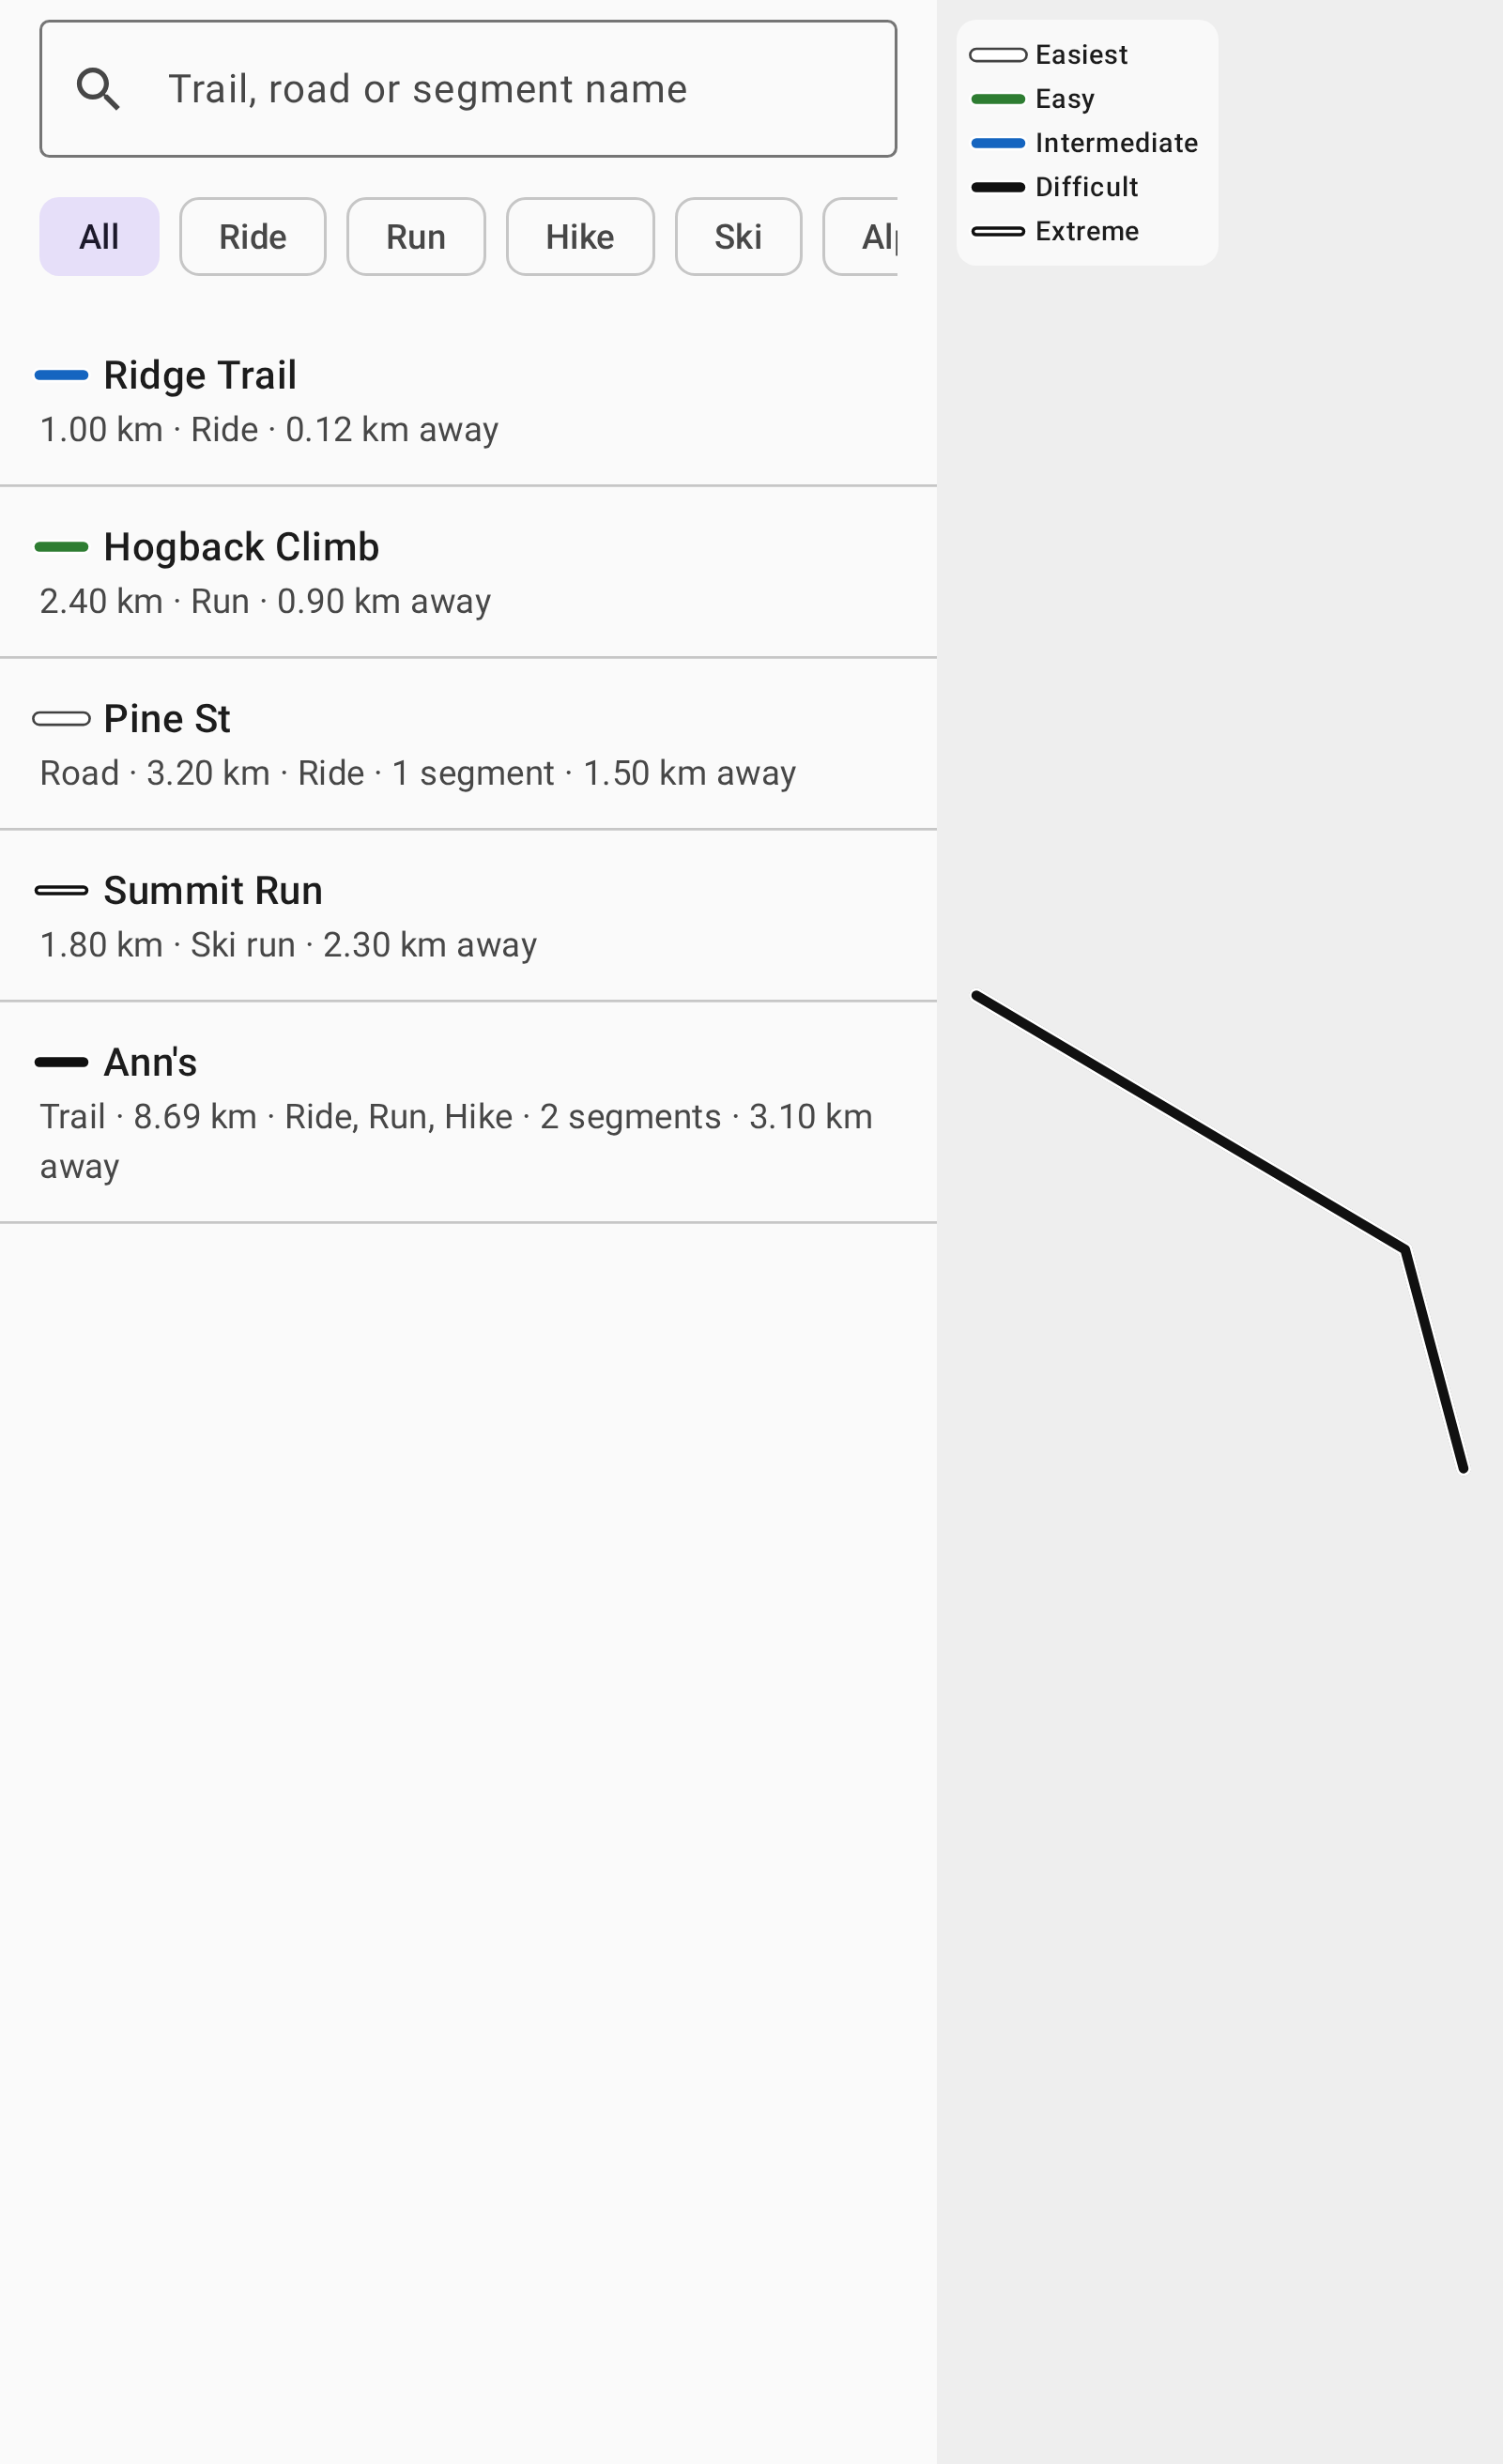 Trail, road or segment name
All
Ride
Run
Hike
Ski
Ridge Trail
1.00 km · Ride · 0.12 km away
Hogback Climb
2.40 km · Run · 0.90 km away
Pine St
Road · 3.20 km · Ride · 1 segment · 1.50 km away
Summit Run
1.80 km · Ski run · 2.30 km away
Ann's
Trail · 8.69 km · Ride, Run, Hike · 2 segments · 3.10 km
away
Easiest
Easy
Intermediate
Difficult
Extreme